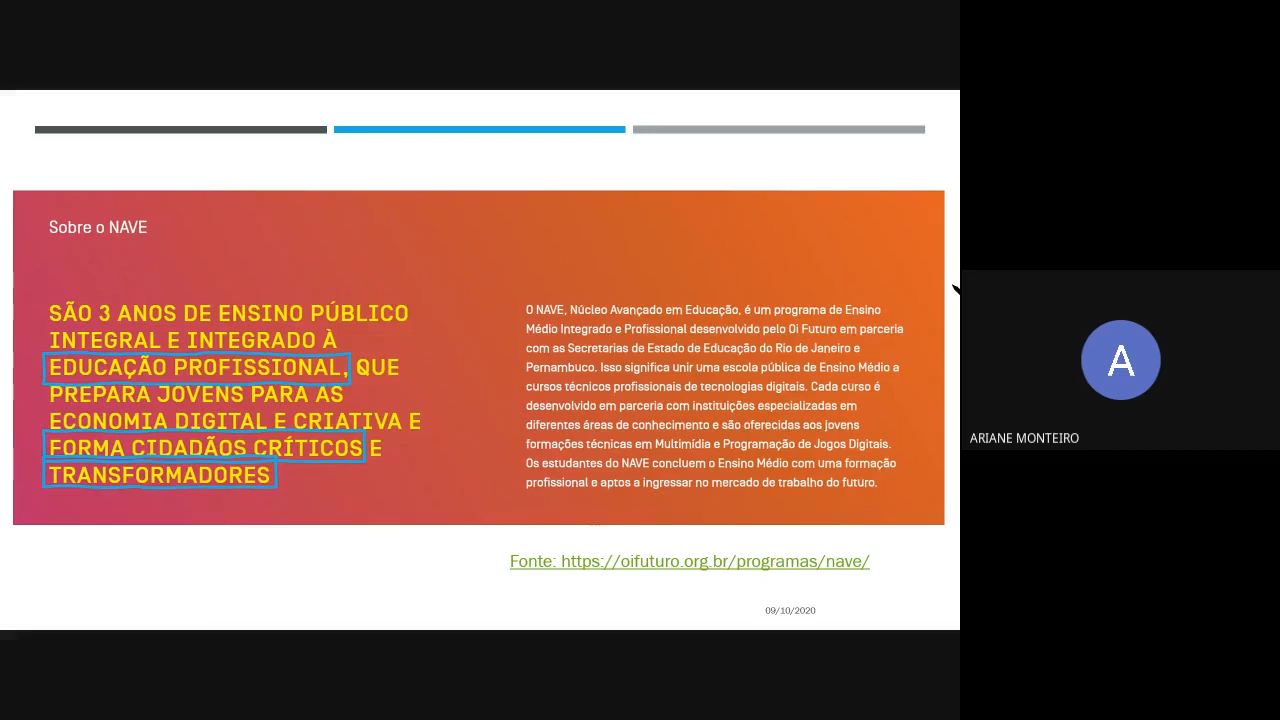 Sobre o NAVE
SÃO 3 ANOS DE ENSINO PÚBLICO
INTEGRAL E INTEGRADO À
EDUCAÇÃO PROFISSIONAL, QUE
PREPARA JOVENS PARA AS
ECONOMIA DIGITAL E CRIATIVA E
FORMA CIDADÃOS CRÍTICOS E
TRANSFORMADORES
O NAVE, Núcleo Avançado em Educação, é um programa de Ensino
Médio Integrado e Profissional desenvolvido pelo Oi Futuro em parceria
com as Secretarias de Estado de Educação do Rio de Janeiro e
Pernambuco. Isso significa unir uma escola pública de Ensino Médio a
cursos técnicos profissionais de tecnologias digitais. Cada curso é
desenvolvido em parceria com instituições especializadas em
diferentes áreas de conhecimento e são oferecidas aos jovens
formações técnicas em Multimídia e Programação de Jogos Digitais.
Os estudantes do NAVE concluem o Ensino Médio com uma formação
profissional e aptos a ingressar no mercado de trabalho do futuro.
Fonte: https://oifuturo.org.br/programas/nave/
09/10/2020
A
ARIANE MONTEIRO